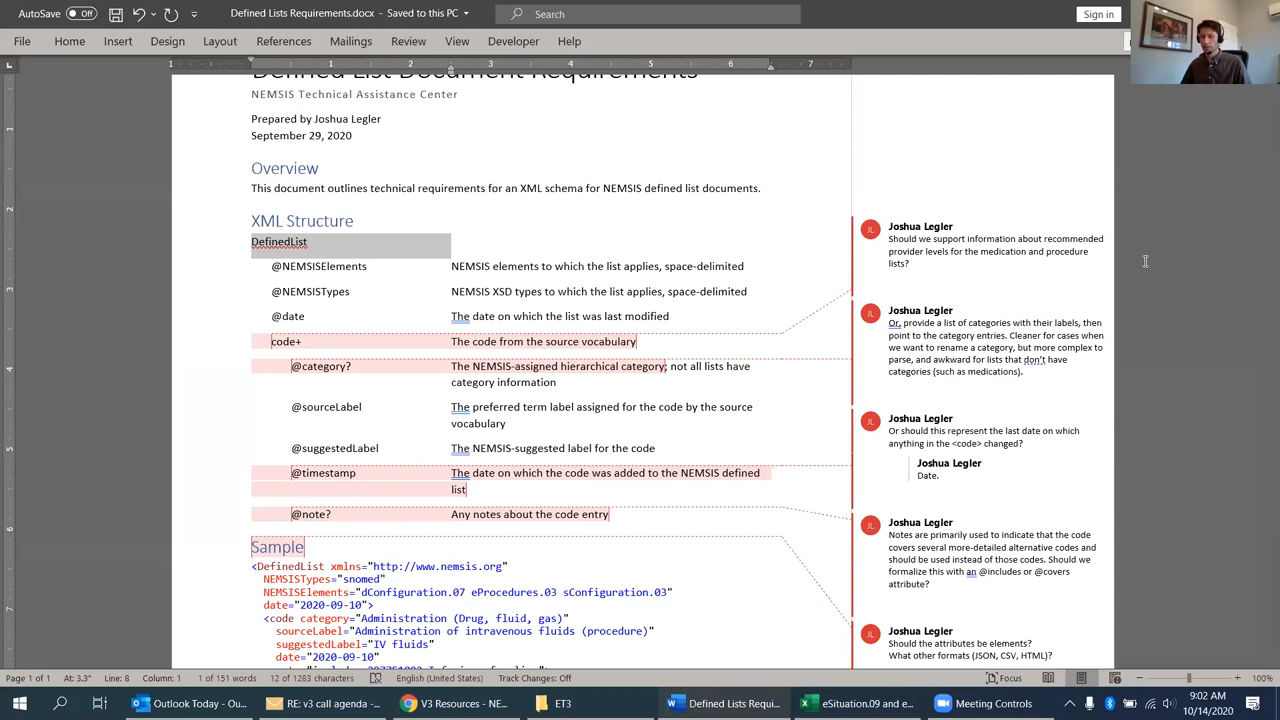 AutoSave Off Defined Lists Requirements.docx - Saved to this PC Search Sign in
File Home Insert Design Layout References Mailings Review View Developer Help
1 1 2 3 4 5 6 7
Defined List Document Requirements
NEMSIS Technical Assistance Center
Prepared by Joshua Legler
September 29, 2020
Overview
This document outlines technical requirements for an XML schema for NEMSIS defined list documents.
XML Structure
DefinedList
@NEMSISElements NEMSIS elements to which the list applies, space-delimited
@NEMSISTypes NEMSIS XSD types to which the list applies, space-delimited
@date The date on which the list was last modified
code+ The code from the source vocabulary
@category? The NEMSIS-assigned hierarchical category; not all lists have
category information
@sourceLabel The preferred term label assigned for the code by the source
vocabulary
@suggestedLabel The NEMSIS-suggested label for the code
@timestamp The date on which the code was added to the NEMSIS defined
list
@note? Any notes about the code entry
Sample
<DefinedList xmlns="http://www.nemsis.org"
NEMSISTypes="snomed"
NEMSISElements="dConfiguration.07 eProcedures.03 sConfiguration.03"
date="2020-09-10">
<code category="Administration (Drug, fluid, gas)"
sourceLabel="Administration of intravenous fluids (procedure)"
suggestedLabel="IV fluids"
date="2020-09-10"
Joshua Legler
Should we support information about recommended
provider levels for the medication and procedure
lists?
Joshua Legler
Or, provide a list of categories with their labels, then
point to the category entries. Cleaner for cases when
we want to rename a category, but more complex to
parse, and awkward for lists that don't have
categories (such as medications).
Joshua Legler
Or should this represent the last date on which
anything in the <code> changed?
Joshua Legler
Date.
Joshua Legler
Notes are primarily used to indicate that the code
covers several more-detailed alternative codes and
should be used instead of those codes. Should we
formalize this with an @includes or @covers
attribute?
Joshua Legler
Should the attributes be elements?
What other formats (JSON, CSV, HTML)?
Page 1 of 1 At: 3.3" Line: 8 Column: 1 1 of 151 words 12 of 1283 characters English (United States) Track Changes: Off Focus 100%
Outlook Today - Ou... RE: v3 call agenda -... V3 Resources - NE... ET3 Defined Lists Requi... eSituation.09 and e... Meeting Controls 9:02 AM
10/14/2020